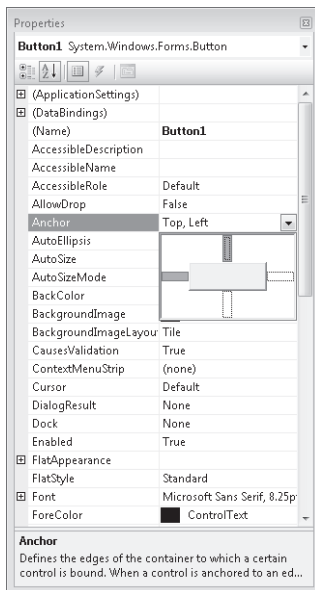 Properties
Button1 System.Windows.Forms.Button
(ApplicationSettings)
(DataBindings)
(Name) Button1
AccessibleDescription
AccessibleName
AccessibleRole Default
AllowDrop False
Anchor Top, Left
AutoEllipsis
AutoSize
AutoSizeMode
BackColor
BackgroundImage
BackgroundImageLayou Tile
CausesValidation True
ContextMenuStrip (none)
Cursor Default
DialogResult None
Dock None
Enabled True
FlatAppearance
FlatStyle Standard
Font Microsoft Sans Serif, 8.25p
ForeColor ControlText
Anchor
Defines the edges of the container to which a certain
control is bound. When a control is anchored to an ed...